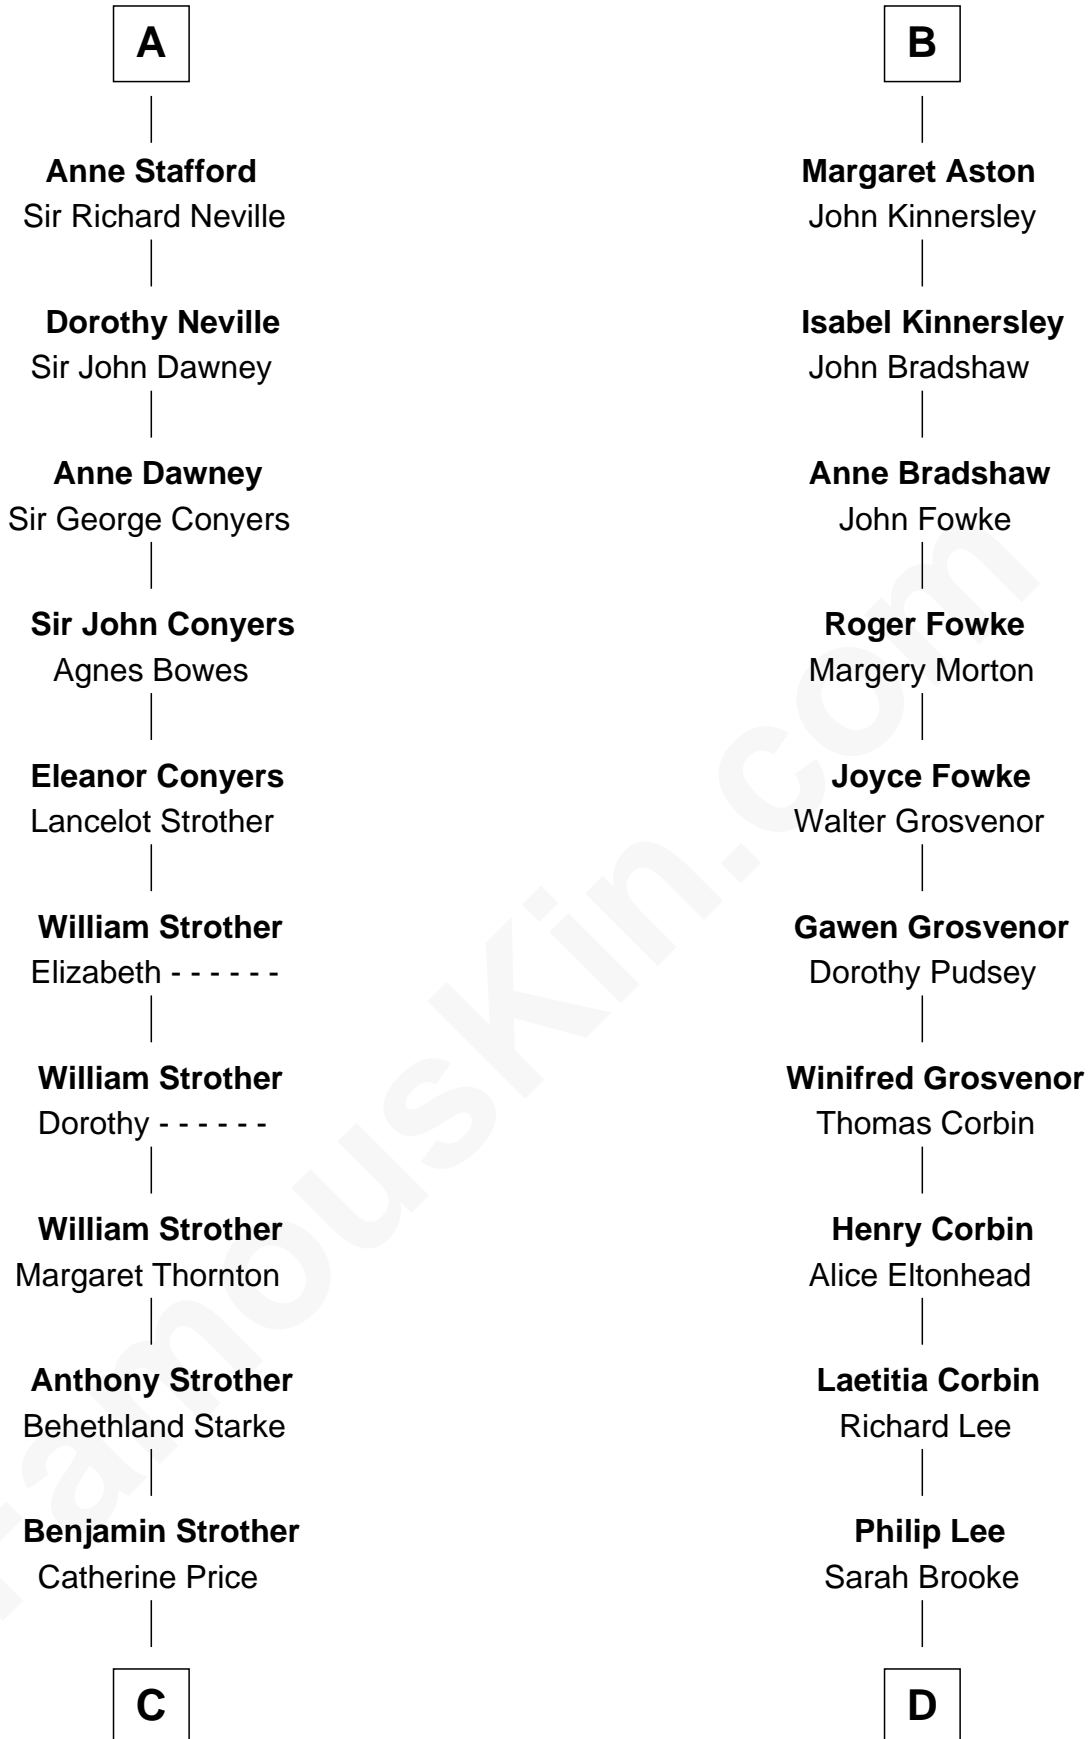 A
Anne Stafford
Sir Richard Neville
Dorothy Neville
Sir John Dawney
Anne Dawney
Sir George Conyers
Sir John Conyers
Agnes Bowes
Eleanor Conyers
Lancelot Strother
William Strother
Elizabeth - - - - - -
William Strother
Dorothy - - - - - -
William Strother
Margaret Thornton
Anthony Strother
Behethland Starke
Benjamin Strother
Catherine Price
C
B
Margaret Aston
John Kinnersley
Isabel Kinnersley
John Bradshaw
Anne Bradshaw
John Fowke
Roger Fowke
Margery Morton
Joyce Fowke
Walter Grosvenor
Gawen Grosvenor
Dorothy Pudsey
Winifred Grosvenor
Thomas Corbin
Henry Corbin
Alice Eltonhead
Laetitia Corbin
Richard Lee
Philip Lee
Sarah Brooke
D
FamousKin.com